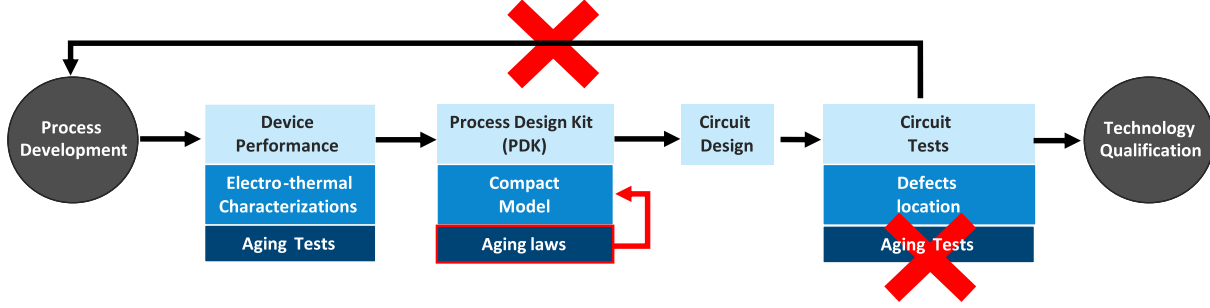 Process
Development
Device
Performance
Electro-thermal
Characterizations
Aging Tests
Process Design Kit
(PDK)
Compact
Model
Aging laws
Circuit
Design
Circuit
Tests
Defects
location
Aging Tests
Technology
Qualification